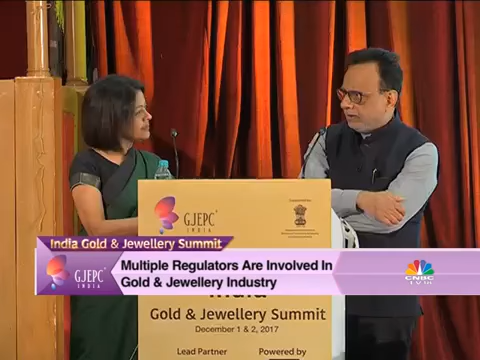 GJEPC
INDIA
India Gold & Jewellery Summit
GJEPC
INDIA
Multiple Regulators Are Involved In
Gold & Jewellery Industry
CNBC
TV18
India
Gold & Jewellery Summit
December 1 & 2, 2017
Lead Partner
Powered by